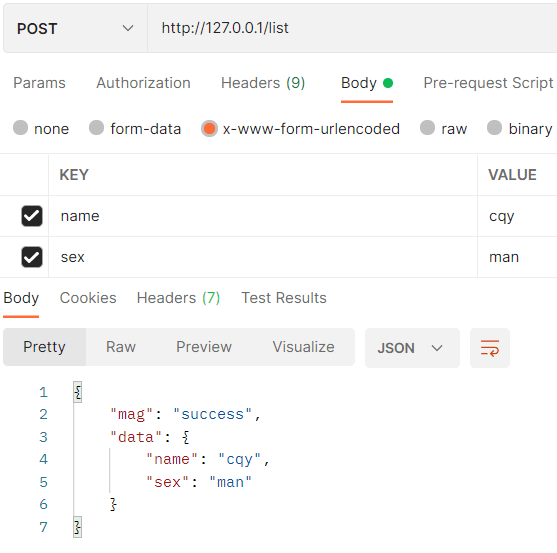 POST http://127.0.0.1/list
Params Authorization Headers (9) Body Pre-request Script
none form-data x-www-form-urlencoded raw binary
KEY VALUE
name cqy
sex man
Body Cookies Headers (7) Test Results
Pretty Raw Preview Visualize JSON
1 {
2 "mag": "success",
3 "data": {
4 "name": "cqy",
5 "sex": "man"
6 }
7 }